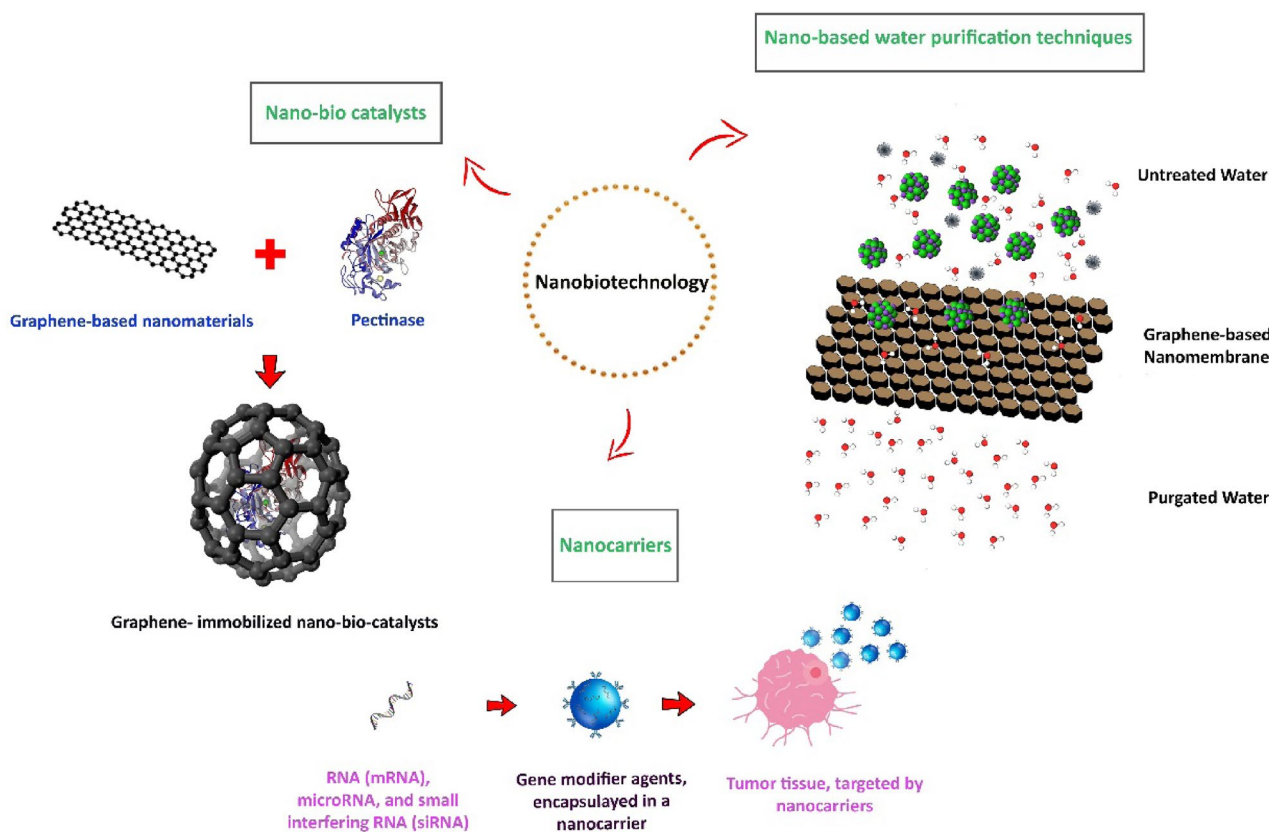 Nano-based water purification techniques
Nano-bio catalysts
Untreated Water
Nanobiotechnology
Graphene-based nanomaterials
Pectinase
Graphene-based
Nanomembrane
Purgated Water
Nanocarriers
Graphene- immobilized nano-bio-catalysts
RNA (mRNA),
microRNA, and small
interfering RNA (siRNA)
Gene modifier agents,
encapsulayed in a
nanocarrier
Tumor tissue, targeted by
nanocarriers